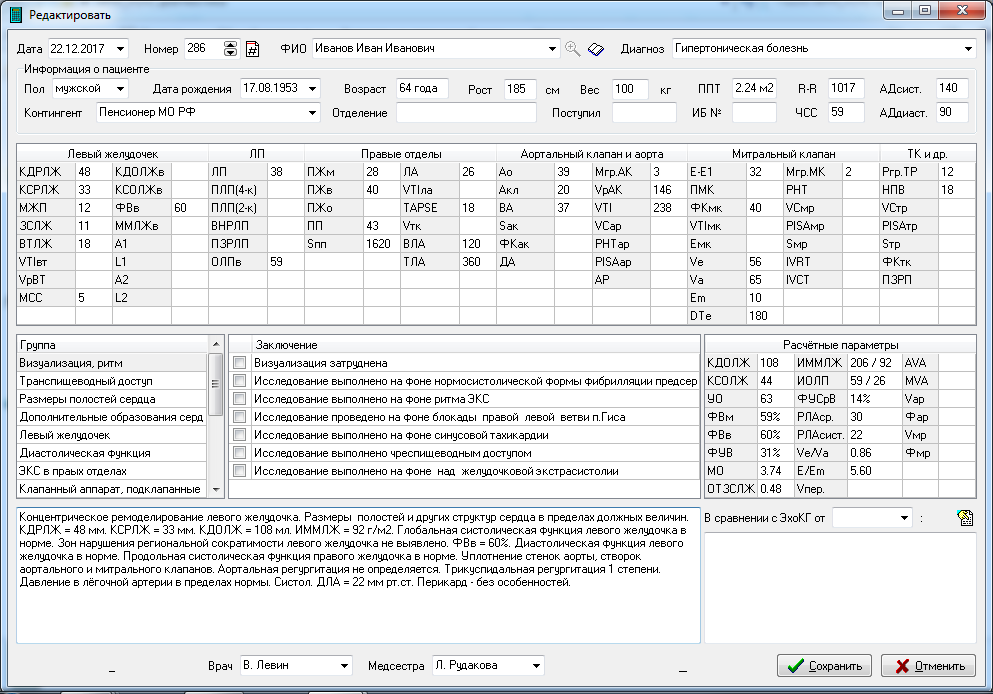 Редактировать
Дата 22.12.2017 Номер 286 ФИО Иванов Иван Иванович Диагноз Гипертоническая болезнь
Информация о пациенте
Пол мужской Дата рождения 17.08.1953 Возраст 64 года Рост 185 см Вес 100 кг ППТ 2.24 м2 R-R 1017 АДсист. 140
Контингент Пенсионер МО РФ Отделение Поступил ИБ № ЧСС 59 АДдиаст. 90
Левый желудочек ЛП Правые отделы Аортальный клапан и аорта Митральный клапан ТК и др.
КДРЛЖ 48 КДОЛЖв ЛП 38 ПЖм 28 ЛА 26 Ао 39 Mгр.АК 3 E-E1 32 Mгр.МК 2 Pгр.ТР 12
КСРЛЖ 33 КСОЛЖв ПЛП(4-к) ПЖв 40 VTIла Акл 20 VрАК 146 ПМК РНТ НПВ 18
МЖП 12 ФВв 60 ПЛП(2-к) ПЖо TAPSE 18 ВА 37 VTI 238 ФКмк 40 VCмр VCтр
ЗСЛЖ 11 ММЛЖв ВНРЛП ПП 43 Vтк Sак VCар VTIмк PISAмр PISAтр
ВТЛЖ 18 A1 ПЗРЛП Sпп 1620 ВЛА 120 ФКак РНТар Емк Sмр Sтр
VTIвт L1 ОЛПв 59 ТЛА 360 ДА PISAар Ve 56 IVRT ФКтк
VpВТ A2 АР Va 65 IVCT ПЗРП
МСС 5 L2 Em 10
DTe 180
Группа Заключение Расчётные параметры
Визуализация, ритм Визуализация затруднена КДОЛЖ 108 ИММЛЖ 206 / 92 AVA
Транспищеводный доступ Исследование выполнено на фоне нормосистолической формы фибрилляции предсер КСОЛЖ 44 ИОЛП 59 / 26 MVA
Размеры полостей сердца Исследование выполнено на фоне ритма ЭКС УО 63 ФУСрВ 14% Vар
Дополнительные образования серд Исследование проведено на фоне блокады правой левой ветви п.Гиса ФВм 59% РЛАср. 30 Фар
Левый желудочек Исследование выполнено на фоне синусовой тахикардии ФВв 60% РЛАсист. 22 Vмр
Диастолическая функция Исследование выполнено чреспищеводным доступом ФУВ 31% Ve/Va 0.86 Фмр
ЭКС в праых отделах Исследование выполнено на фоне над желудочковой экстрасистолии МО 3.74 E/Em 5.60
Клапанный аппарат, подклапанные ОТЗСЛЖ 0.48 Vпер.
Концентрическое ремоделирование левого желудочка. Размеры полостей и других структур сердца в пределах должных величин.
КДРЛЖ = 48 мм. КСРЛЖ = 33 мм. КДОЛЖ = 108 мл. ИММЛЖ = 92 г/м2. Глобальная систолическая функция левого желудочка в
норме. Зон нарушения региональной сократимости левого желудочка не выявлено. ФВв = 60%. Диастолическая функция левого
желудочка в норме. Продольная систолическая функция правого желудочка в норме. Уплотнение стенок аорты, створок
аортального и митрального клапанов. Аортальная регургитация не определяется. Трикуспидальная регургитация 1 степени.
Давление в лёгочной артерии в пределах нормы. Систол. ДЛА = 22 мм рт.ст. Перикард - без особенностей.
В сравнении с ЭхоКГ от :
_ Врач В. Левин Медсестра Л. Рудакова _ Сохранить Отменить